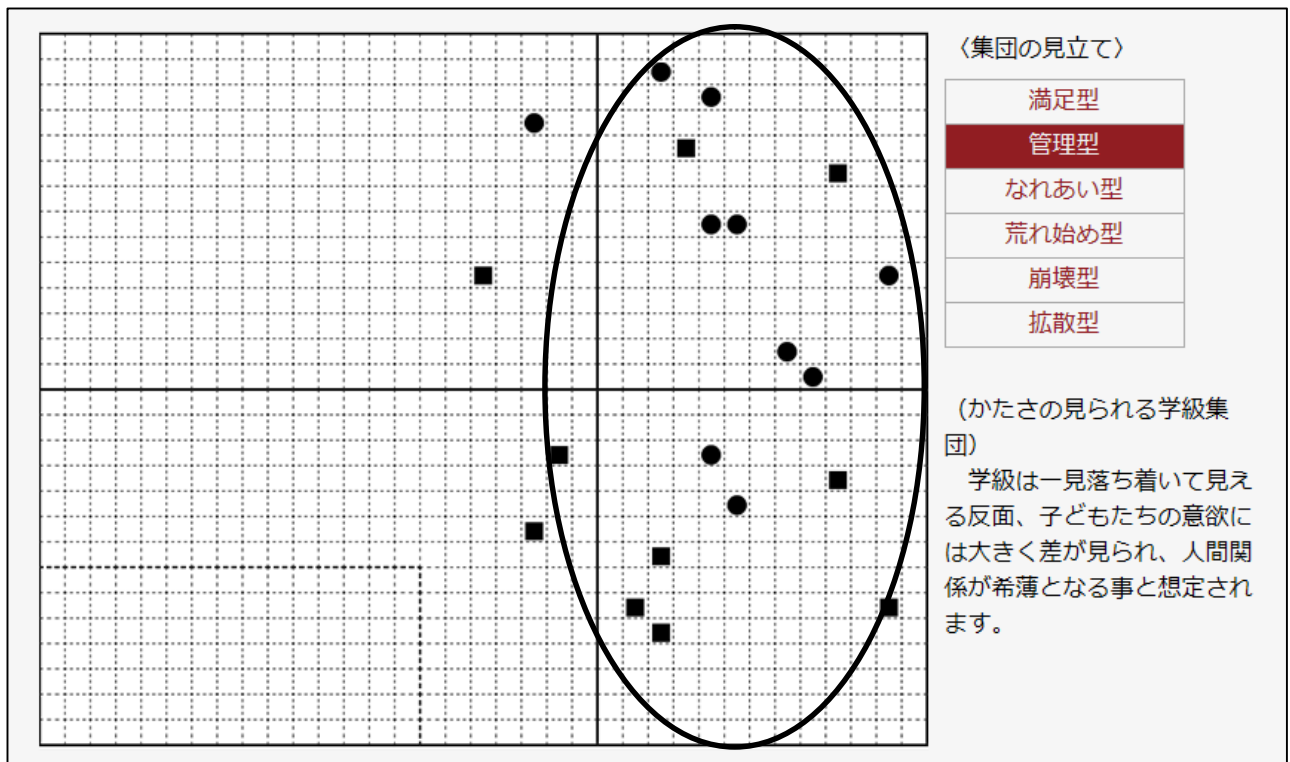 〈集団の見立て〉
満足型
管理型
なれあい型
荒れ始め型
崩壊型
拡散型
（かたさの見られる学級集
団）
　学級は一見落ち着いて見え
る反面、子どもたちの意欲に
は大きく差が見られ、人間関
係が希薄となる事と想定され
ます。